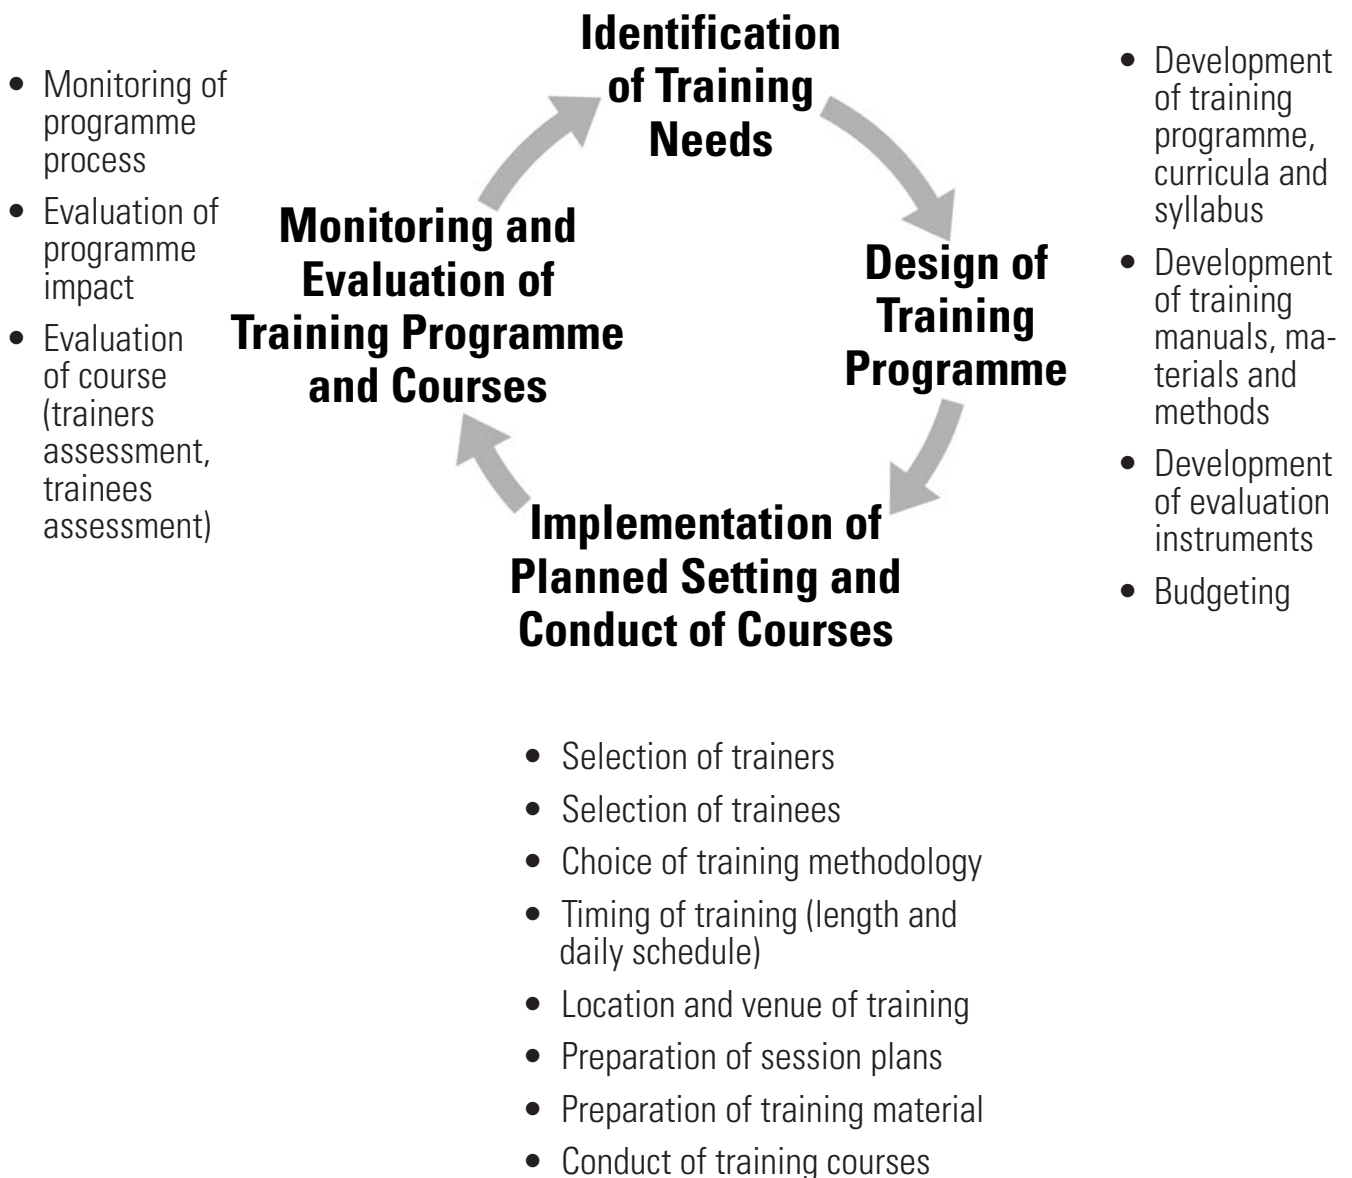 Identification
of Training
Needs
• Development
of training
programme,
curricula and
syllabus
• Development
of training
manuals, ma-
terials and
methods
• Development
of evaluation
instruments
• Budgeting
• Monitoring of
programme
process
• Evaluation of
programme
impact
• Evaluation
of course
(trainers
assessment,
trainees
assessment)
Monitoring and
Evaluation of
Training Programme
and Courses
Design of
Training
Programme
Implementation of
Planned Setting and
Conduct of Courses
• Selection of trainers
• Selection of trainees
• Choice of training methodology
• Timing of training (length and
daily schedule)
• Location and venue of training
• Preparation of session plans
• Preparation of training material
• Conduct of training courses